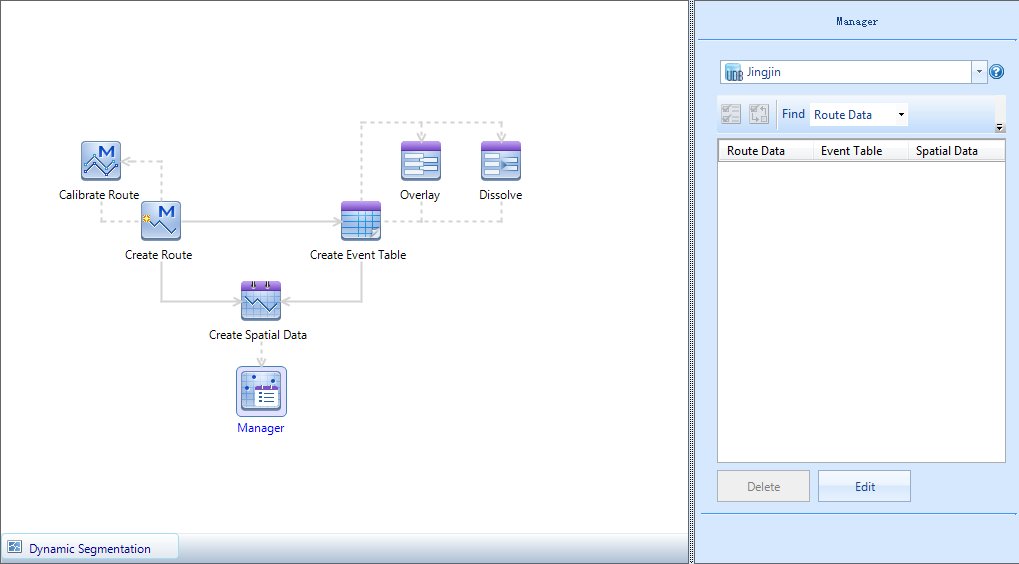 Manager
UDB Jingjin
Find Route Data
Route Data Event Table Spatial Data
M
Calibrate Route
Overlay
Dissolve
M
Create Route
Create Event Table
Create Spatial Data
Manager
Delete
Edit
Dynamic Segmentation